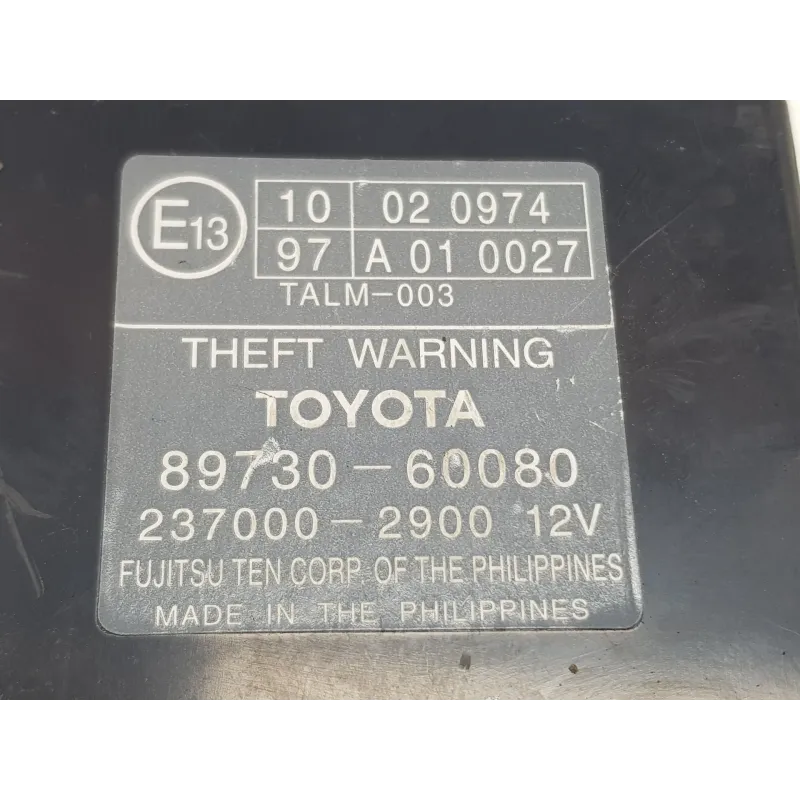 E13
10 02 0974
97 A 01 0027
TALM-003
THEFT WARNING
TOYOTA
89730-60080
237000-2900 12V
FUJITSU TEN CORP. OF THE PHILIPPINES
MADE IN THE PHILIPPINES